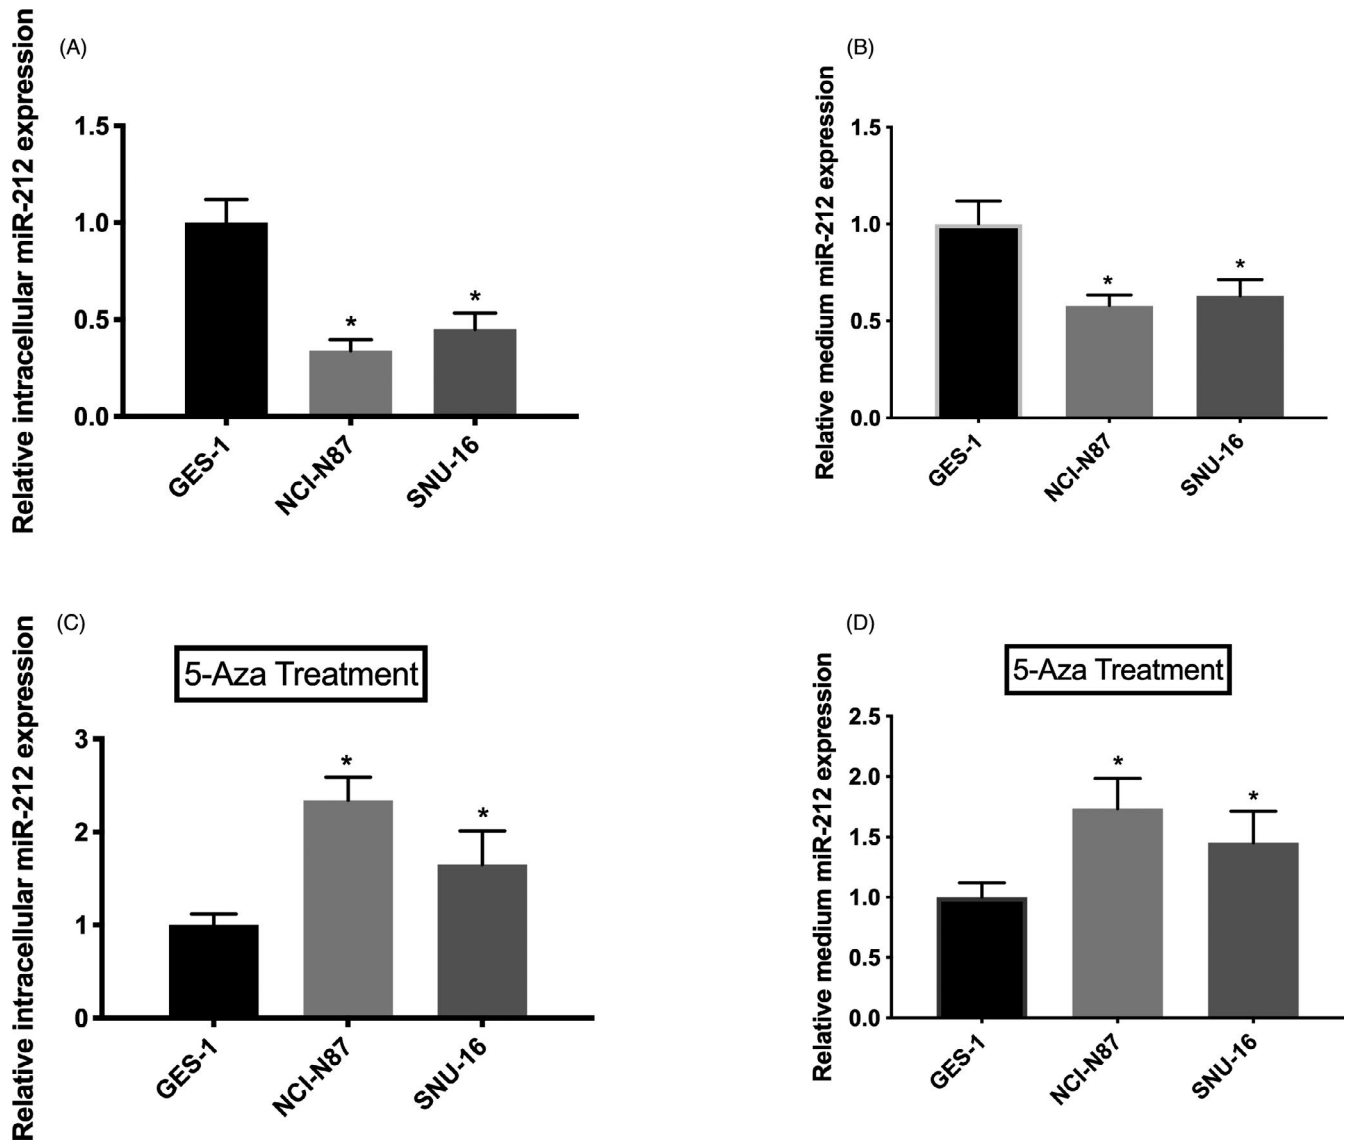 (A)
Relative intracellular miR-212 expression
1.5
1.0
0.5
0.0
*
*
GES-1
NCI-N87
SNU-16
(B)
Relative medium miR-212 expression
1.5
1.0
0.5
0.0
*
*
GES-1
NCI-N87
SNU-16
(C)
5-Aza Treatment
Relative intracellular miR-212 expression
3
2
1
0
*
*
GES-1
NCI-N87
SNU-16
(D)
5-Aza Treatment
Relative medium miR-212 expression
2.5
2.0
1.5
1.0
0.5
0.0
*
*
GES-1
NCI-N87
SNU-16